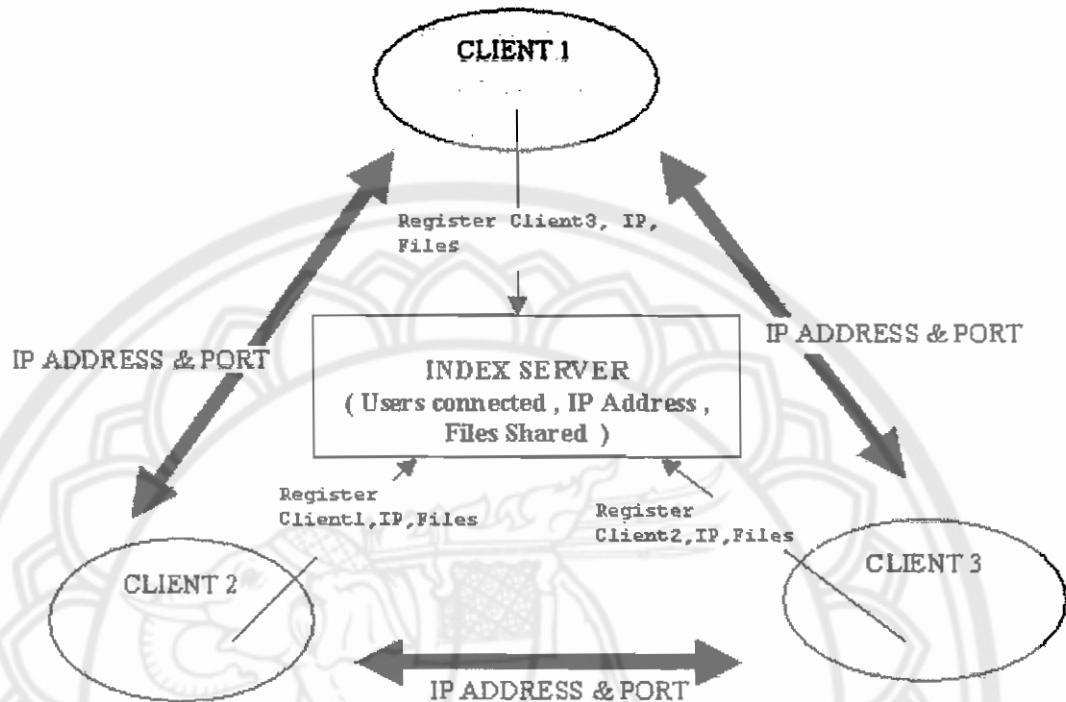 CLIENT 1
Register Client3, IP,
Files
IP ADDRESS & PORT
IP ADDRESS & PORT
INDEX SERVER
( Users connected , IP Address ,
Files Shared )
Register
Client1,IP,Files
Register
Client2,IP,Files
CLIENT 2
CLIENT 3
IP ADDRESS & PORT